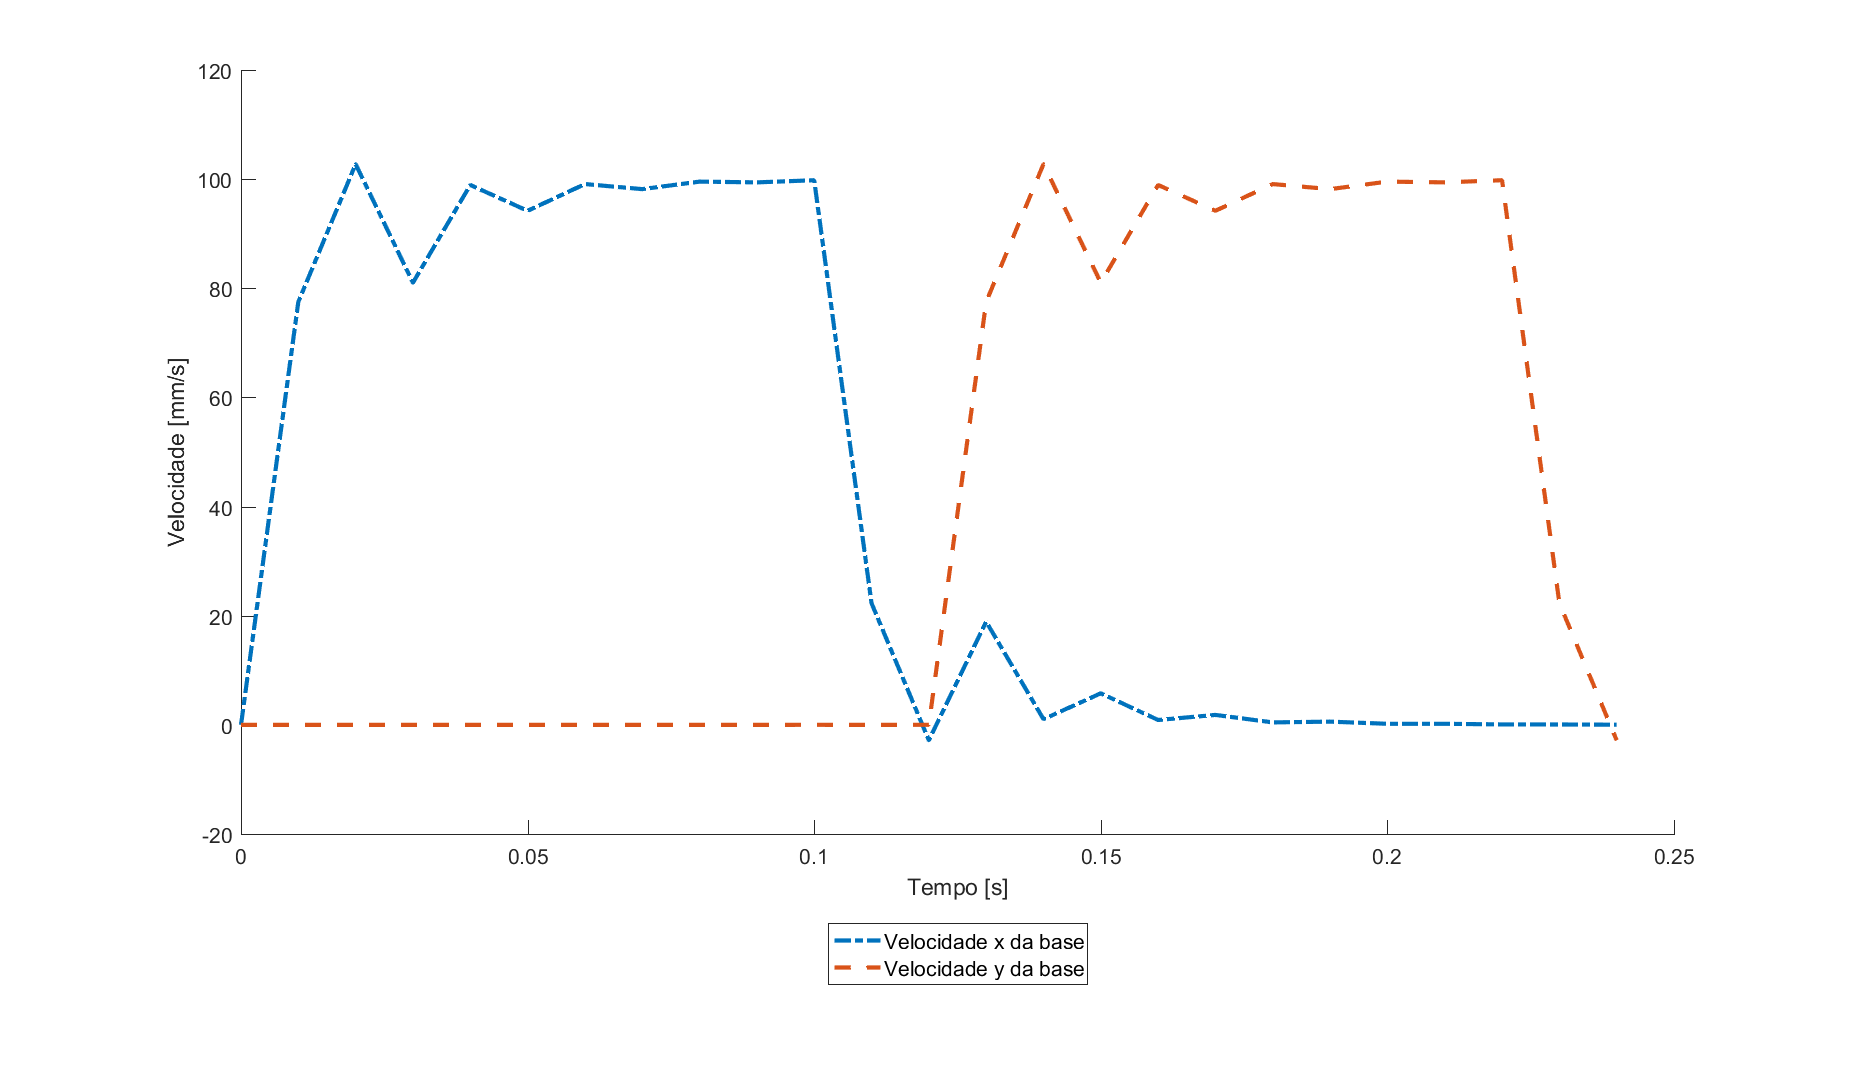 120
100
80
60
40
20
0
-20
Velocidade [mm/s]
0 0.05 0.1 0.15 0.2 0.25
Tempo [s]
Velocidade x da base
Velocidade y da base